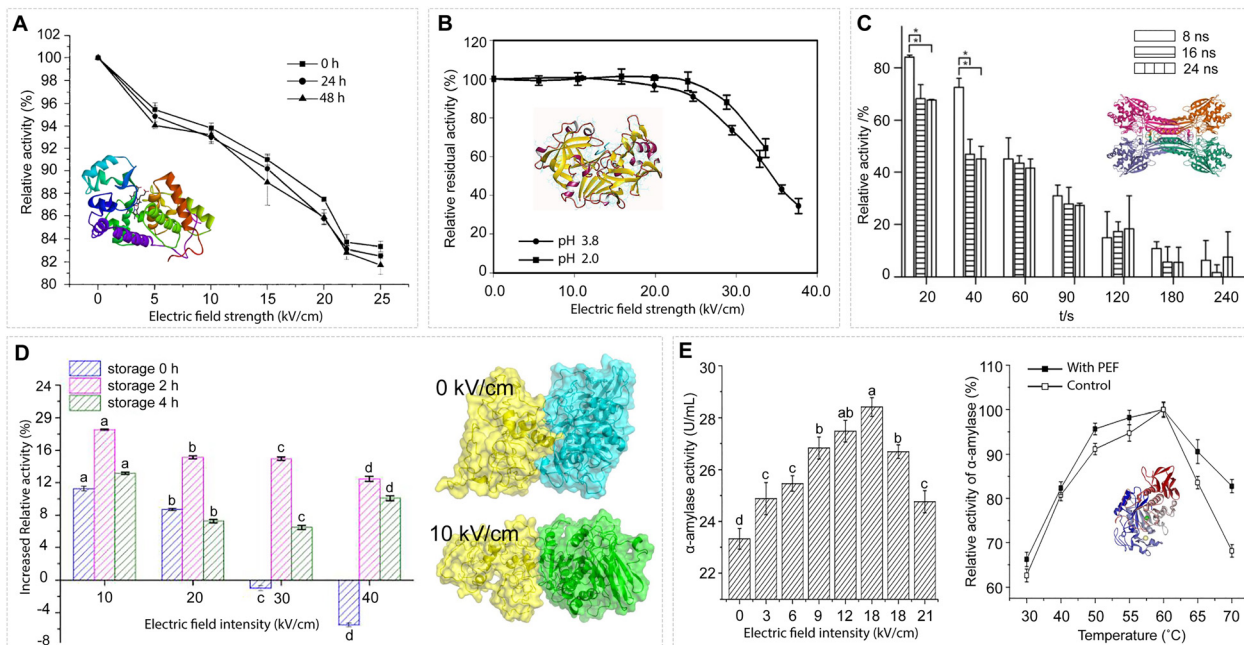 A
Relative activity (%)
100
98
96
94
92
90
88
86
84
82
80
0 h
24 h
48 h
0
5
10
15
20
25
Electric field strength (kV/cm)
B
Relative residual activity (%)
120
100
80
60
40
20
0
pH 3.8
pH 2.0
0.0
10.0
20.0
30.0
40.0
Electric field strength (kV/cm)
C
Relative activity /%
80
60
40
20
0
* *
* *
8 ns
16 ns
24 ns
20
40
60
90
120
180
240
t/s
D
Increased Relative activity (%)
24
20
16
12
8
4
0
-4
-8
storage 0 h
storage 2 h
storage 4 h
a
a
a
b
b
b
c
c
c
d
d
d
10
20
30
40
Electric field intensity (kV/cm)
0 kV/cm
10 kV/cm
E
α-amylase activity (U/mL)
30
29
28
27
26
25
24
23
22
d
c
c
b
ab
a
b
c
0
3
6
9
12
18
18
21
Electric field intensity (kV/cm)
Relative activity of α-amylase (%)
110
100
90
80
70
60
With PEF
Control
30
40
50
55
60
65
70
Temperature (˚C)